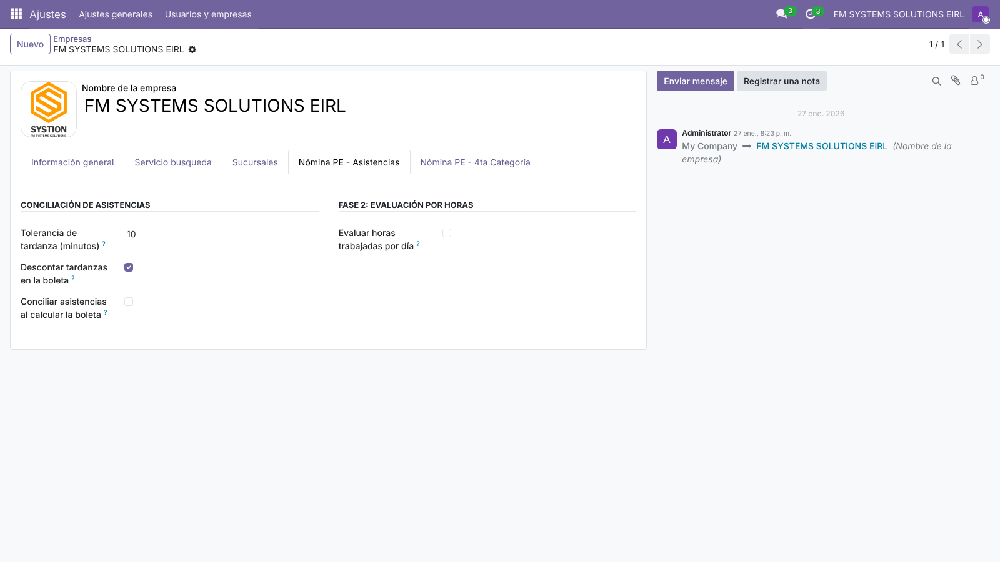 Ajustes Ajustes generales Usuarios y empresas 3 3 FM SYSTEMS SOLUTIONS EIRL A
Nuevo Empresas
FM SYSTEMS SOLUTIONS EIRL
1 / 1
SYSTION
FM SYSTEMS SOLUTIONS
Nombre de la empresa
FM SYSTEMS SOLUTIONS EIRL
Información general Servicio busqueda Sucursales Nómina PE - Asistencias Nómina PE - 4ta Categoría
CONCILIACIÓN DE ASISTENCIAS
Tolerancia de
tardanza (minutos) ?
10
Descontar tardanzas
en la boleta ?
Conciliar asistencias
al calcular la boleta ?
FASE 2: EVALUACIÓN POR HORAS
Evaluar horas
trabajadas por día ?
Enviar mensaje Registrar una nota 0
27 ene. 2026
A
Administrator 27 ene., 8:23 p. m.
My Company → FM SYSTEMS SOLUTIONS EIRL (Nombre de la
empresa)